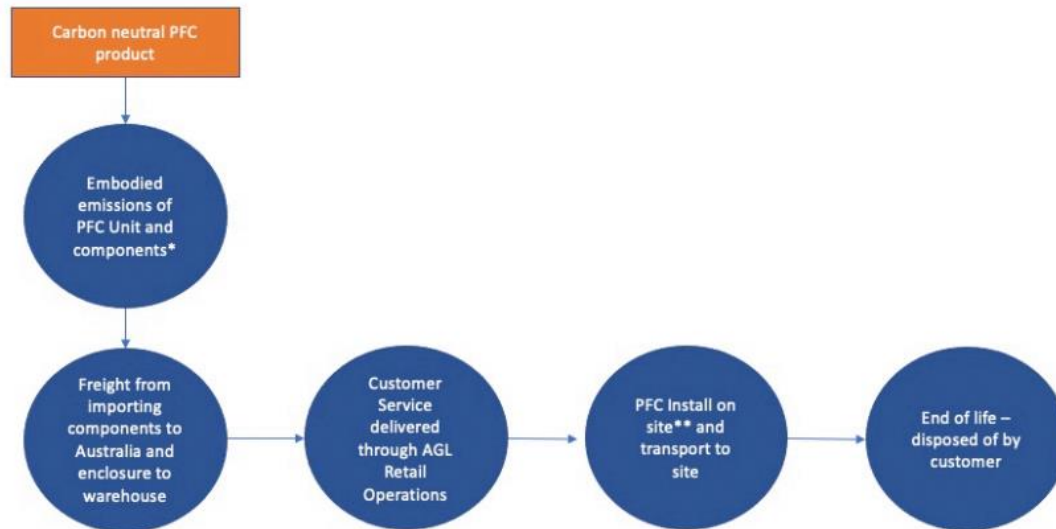 Carbon neutral PFC
product
Embodied
emissions of
PFC Unit and
components*
Freight from
importing
components to
Australia and
enclosure to
warehouse
Customer
Service
delivered
through AGL
Retail
Operations
PFC Install on
site** and
transport to
site
End of life –
disposed of by
customer